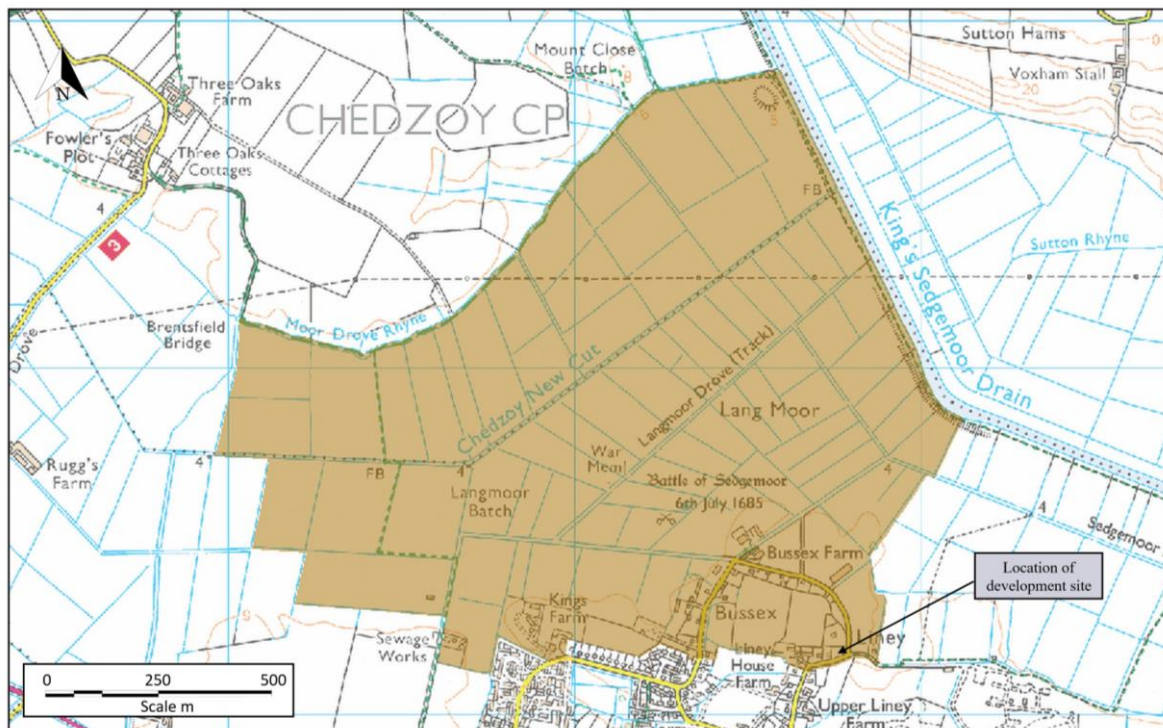 4
Sutton Hams
Voxham Stall
20
0
Mount Close
Batch
8
N
Three Oaks
Farm
CHEDZOY CP
Fowler's
Plot
Three Oaks
Cottages
4
3
FB
King's Sedgemoor Drain
Sutton Rhyne
Drove
Brentsfield
Bridge
Moor Drove Rhyne
Chedzoy New Cut
Langmoor Drove (Track)
Lang Moor
Rugg's
Farm
4
FB
4
War
Meml
4
Langmoor
Batch
Battle of Sedgemoor
6th July 1685
4
Sedgemoor
Bussex Farm
Location of
development site
Kings
Farm
Bussex
Sewage
Works
Liney
House
Farm
Upper Liney
Farm
0 250 500
Scale m